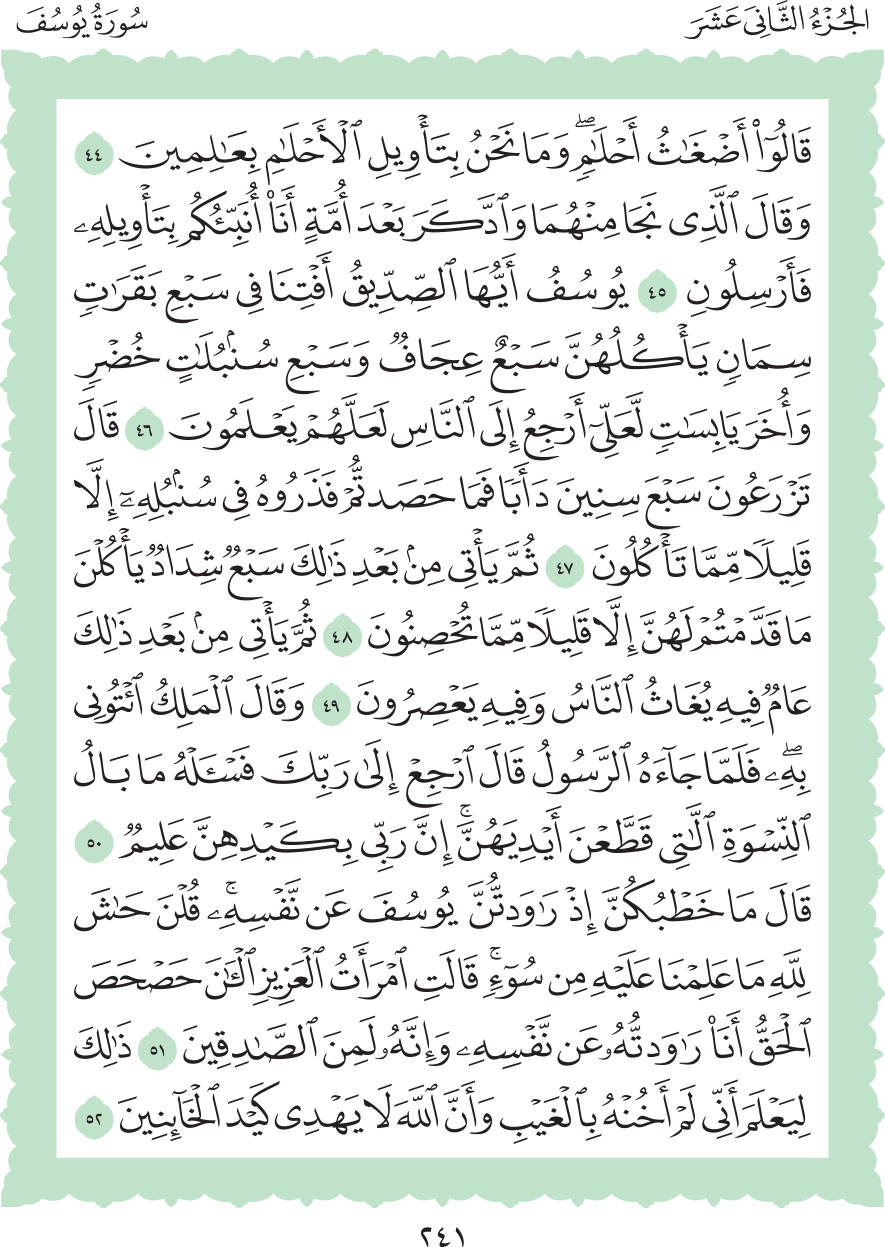 الجُزْءُ الثَّانِيَ عَشَرَ
سُورَةُ يُوسُفَ
قَالُوٓا۟ أَضْغَـٰثُ أَحْلَـٰمٍۢ ۖ وَمَا نَحْنُ بِتَأْوِيلِ ٱلْأَحْلَـٰمِ بِعَـٰلِمِينَ ٤٤
وَقَالَ ٱلَّذِى نَجَا مِنْهُمَا وَٱدَّكَرَ بَعْدَ أُمَّةٍ أَنَا۠ أُنَبِّئُكُم بِتَأْوِيلِهِۦ
فَأَرْسِلُونِ ٤٥ يُوسُفُ أَيُّهَا ٱلصِّدِّيقُ أَفْتِنَا فِى سَبْعِ بَقَرَٰتٍۢ
سِمَانٍۢ يَأْكُلُهُنَّ سَبْعٌ عِجَافٌۭ وَسَبْعِ سُنۢبُلَـٰتٍ خُضْرٍۢ
وَأُخَرَ يَابِسَـٰتٍۢ لَّعَلِّىٓ أَرْجِعُ إِلَى ٱلنَّاسِ لَعَلَّهُمْ يَعْلَمُونَ ٤٦ قَالَ
تَزْرَعُونَ سَبْعَ سِنِينَ دَأَبًۭا فَمَا حَصَدتُّمْ فَذَرُوهُ فِى سُنۢبُلِهِۦٓ إِلَّا
قَلِيلًۭا مِّمَّا تَأْكُلُونَ ٤٧ ثُمَّ يَأْتِى مِنۢ بَعْدِ ذَٰلِكَ سَبْعٌۭ شِدَادٌۭ يَأْكُلْنَ
مَا قَدَّمْتُمْ لَهُنَّ إِلَّا قَلِيلًۭا مِّمَّا تُحْصِنُونَ ٤٨ ثُمَّ يَأْتِى مِنۢ بَعْدِ ذَٰلِكَ
عَامٌۭ فِيهِ يُغَاثُ ٱلنَّاسُ وَفِيهِ يَعْصِرُونَ ٤٩ وَقَالَ ٱلْمَلِكُ ٱئْتُونِى
بِهِۦ ۖ فَلَمَّا جَآءَهُ ٱلرَّسُولُ قَالَ ٱرْجِعْ إِلَىٰ رَبِّكَ فَسْـَٔلْهُ مَا بَالُ
ٱلنِّسْوَةِ ٱلَّـٰتِى قَطَّعْنَ أَيْدِيَهُنَّ ۚ إِنَّ رَبِّى بِكَيْدِهِنَّ عَلِيمٌۭ ٥٠
قَالَ مَا خَطْبُكُنَّ إِذْ رَٰوَدتُّنَّ يُوسُفَ عَن نَّفْسِهِۦ ۚ قُلْنَ حَـٰشَ
لِلَّهِ مَا عَلِمْنَا عَلَيْهِ مِن سُوٓءٍۢ ۚ قَالَتِ ٱمْرَأَتُ ٱلْعَزِيزِ ٱلْـَٔـٰنَ حَصْحَصَ
ٱلْحَقُّ أَنَا۠ رَٰوَدتُّهُۥ عَن نَّفْسِهِۦ وَإِنَّهُۥ لَمِنَ ٱلصَّـٰدِقِينَ ٥١ ذَٰلِكَ
لِيَعْلَمَ أَنِّى لَمْ أَخُنْهُ بِٱلْغَيْبِ وَأَنَّ ٱللَّهَ لَا يَهْدِى كَيْدَ ٱلْخَآئِنِينَ ٥٢
٢٤١